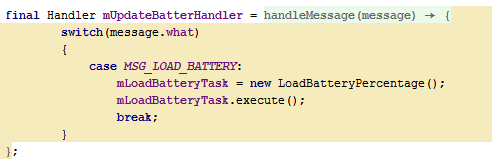 final Handler mUpdateBatterHandler = handleMessage(message) → {
switch(message.what)
{
case MSG_LOAD_BATTERY:
mLoadBatteryTask = new LoadBatteryPercentage();
mLoadBatteryTask.execute();
break;
}
};